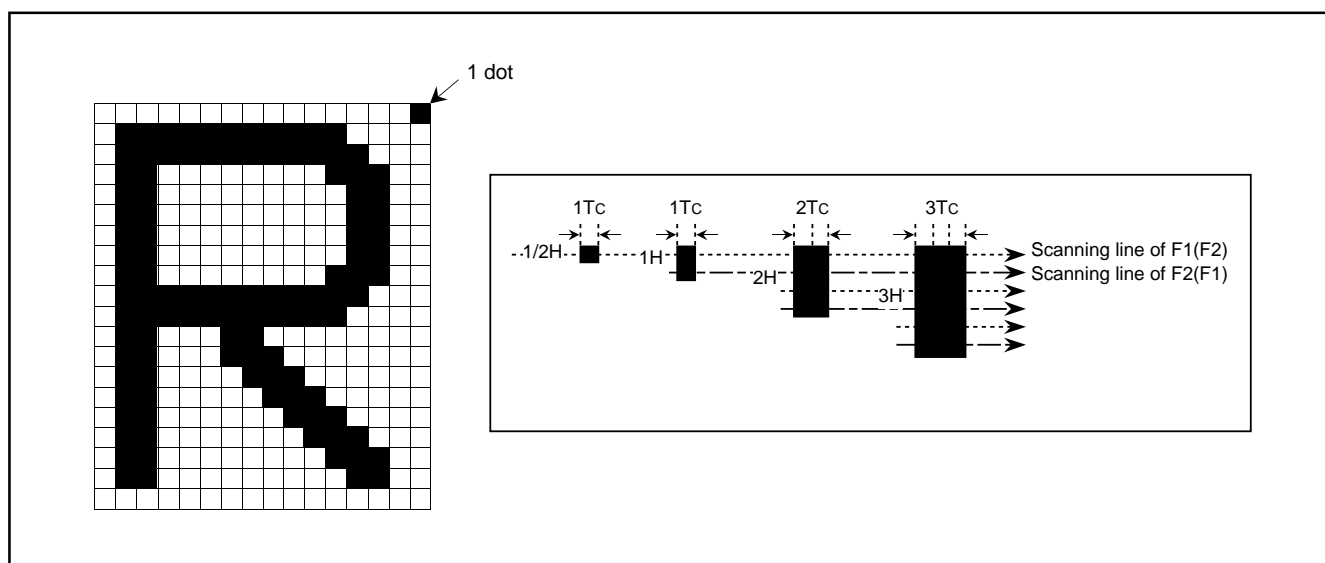 1 dot
1TC 1TC 2TC 3TC
1/2H
1H
2H
3H
Scanning line of F1(F2)
Scanning line of F2(F1)